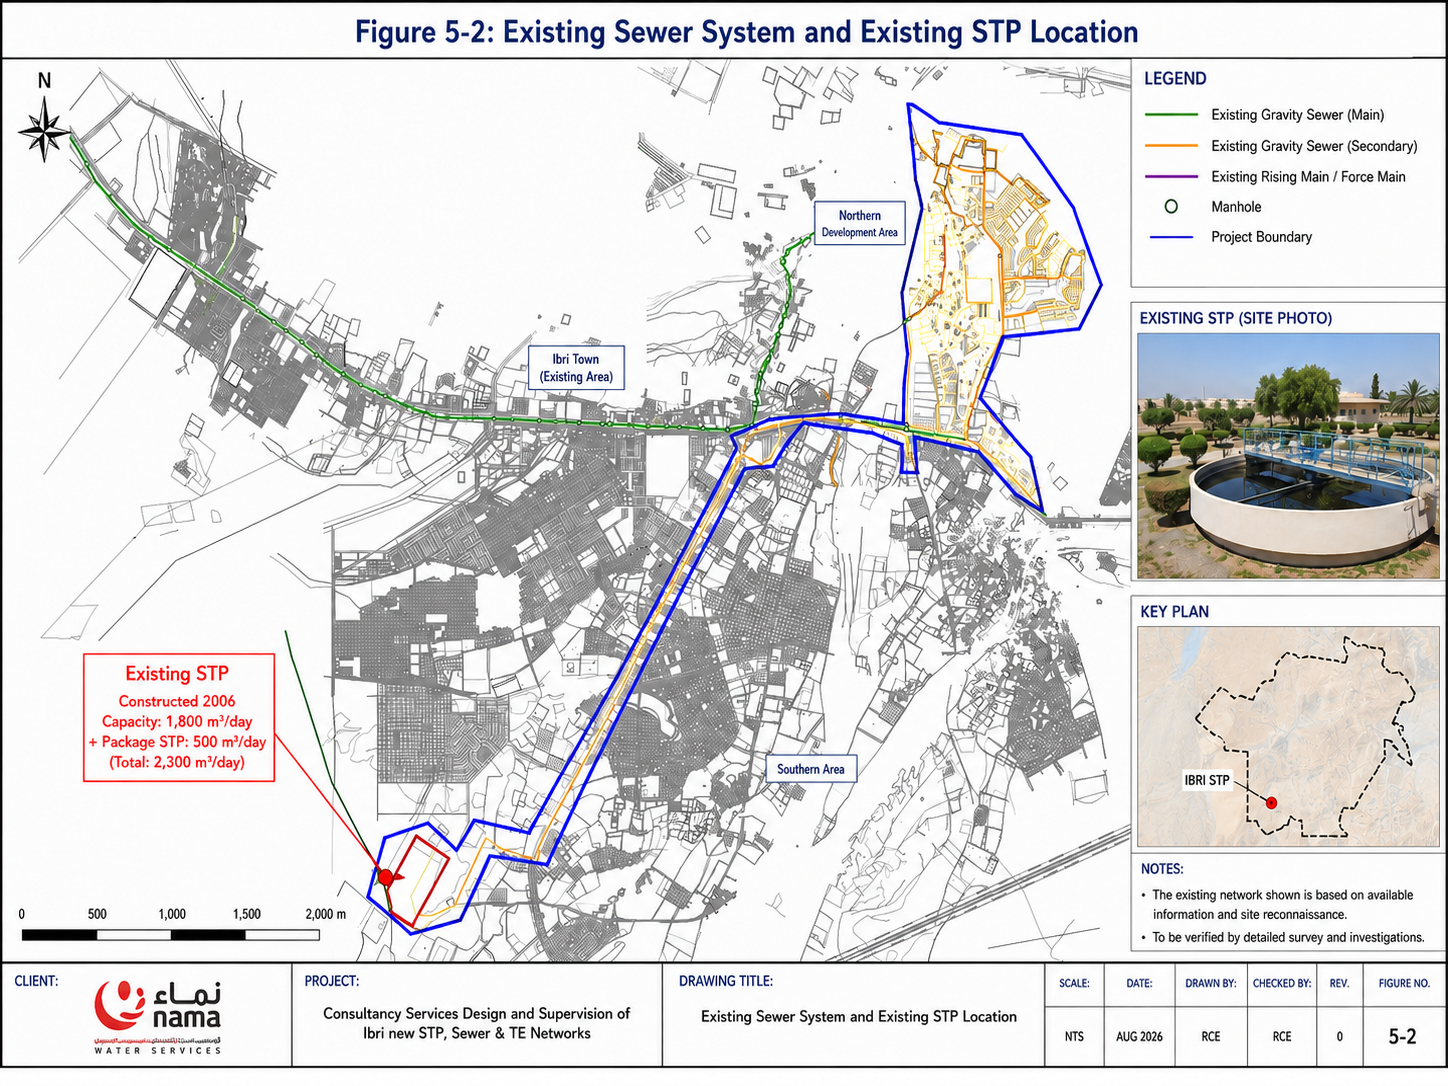 Figure 5-2: Existing Sewer System and Existing STP Location
N
Northern
Development Area
Ibri Town
(Existing Area)
Existing STP
Constructed 2006
Capacity: 1,800 m³/day
+ Package STP: 500 m³/day
(Total: 2,300 m³/day)
Southern Area
0 500 1,000 1,500 2,000 m
LEGEND
Existing Gravity Sewer (Main)
Existing Gravity Sewer (Secondary)
Existing Rising Main / Force Main
Manhole
Project Boundary
EXISTING STP (SITE PHOTO)
KEY PLAN
IBRI STP
NOTES:
• The existing network shown is based on available
information and site reconnaissance.
• To be verified by detailed survey and investigations.
CLIENT:
نماء
nama
WATER SERVICES
PROJECT:
Consultancy Services Design and Supervision of
Ibri new STP, Sewer & TE Networks
DRAWING TITLE:
Existing Sewer System and Existing STP Location
SCALE:
NTS
DATE:
AUG 2026
DRAWN BY:
RCE
CHECKED BY:
RCE
REV.
0
FIGURE NO.
5-2